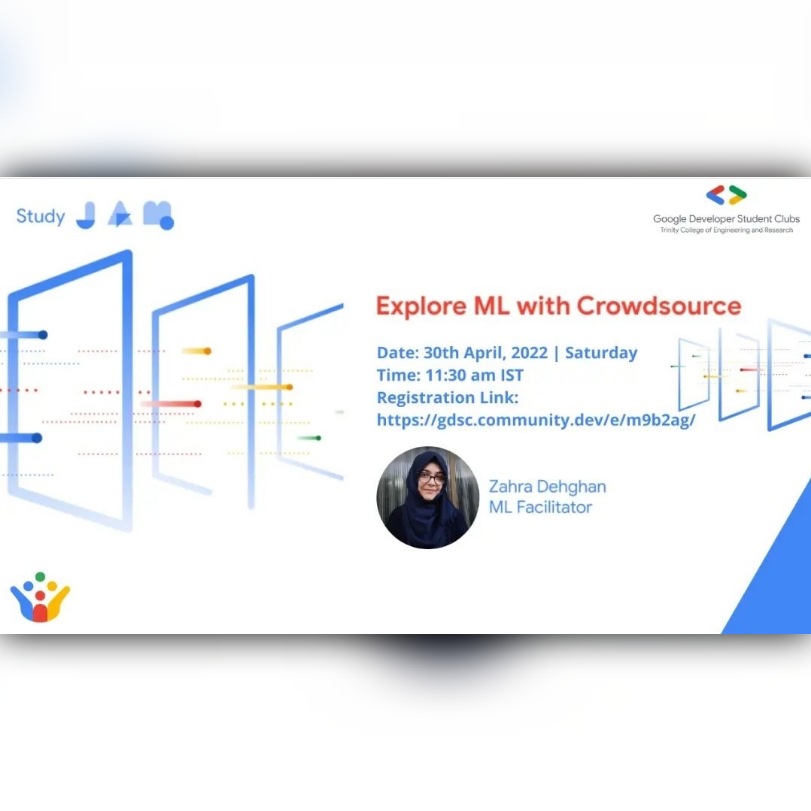 Study JAM
Google Developer Student Clubs
Trinity College of Engineering and Research
Explore ML with Crowdsource
Date: 30th April, 2022 | Saturday
Time: 11:30 am IST
Registration Link:
https://gdsc.community.dev/e/m9b2ag/
Zahra Dehghan
ML Facilitator